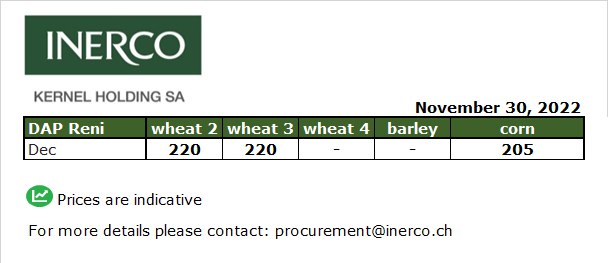 INERCO
KERNEL HOLDING SA
November 30, 2022
DAP Reni wheat 2 wheat 3 wheat 4 barley corn
Dec 220 220 - - 205
Prices are indicative
For more details please contact: procurement@inerco.ch